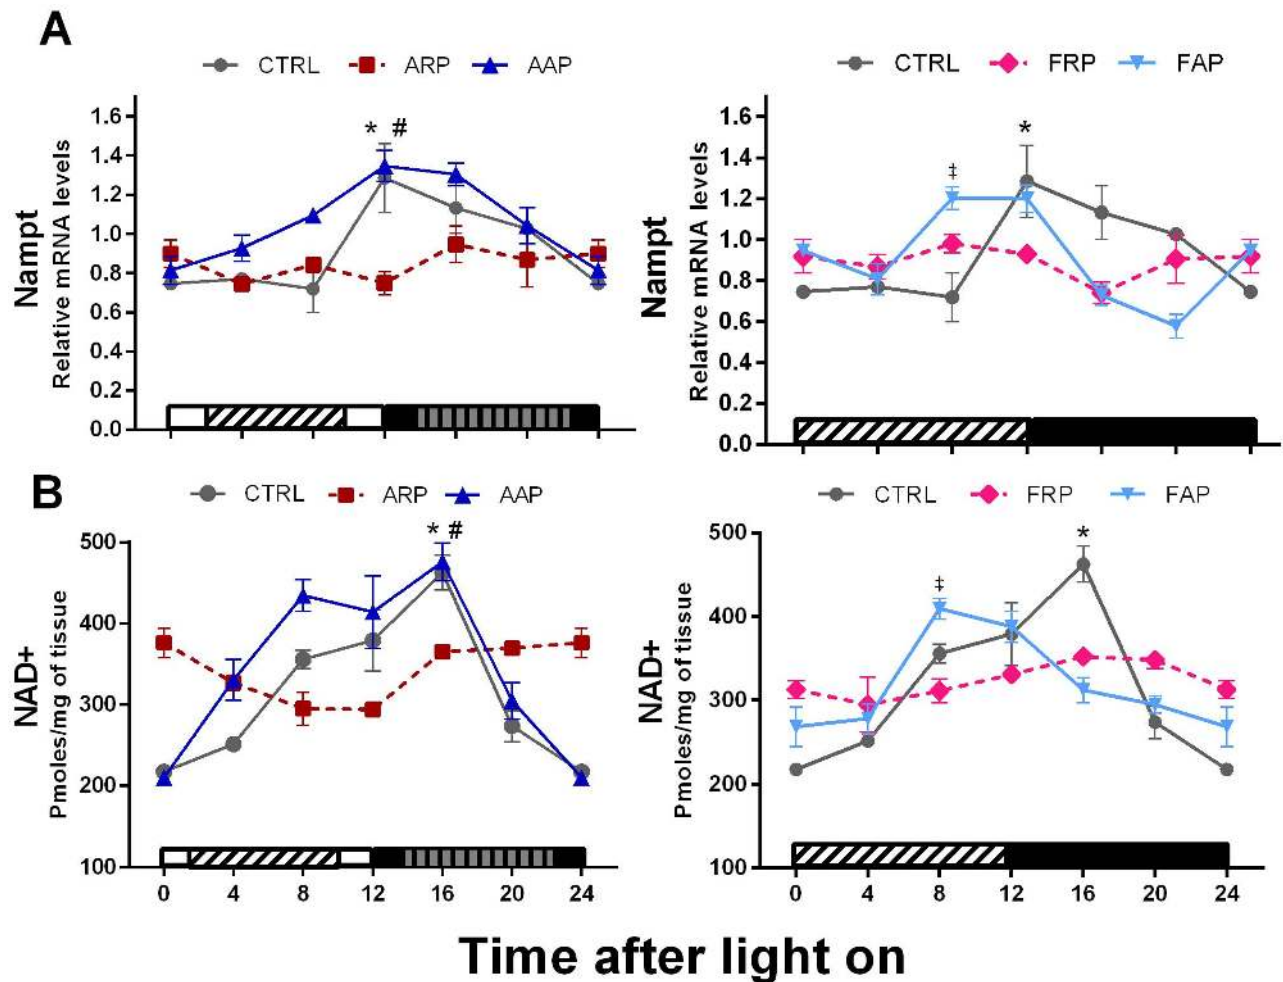 A
CTRL ARP AAP
CTRL FRP FAP
Nampt
Relative mRNA levels
1.6
1.4
1.2
1.0
0.8
0.6
0.4
0.2
0.0
* #
Nampt
Relative mRNA levels
1.6
1.4
1.2
1.0
0.8
0.6
0.4
0.2
0.0
‡
*
B
CTRL ARP AAP
CTRL FRP FAP
NAD+
Pmoles/mg of tissue
500
400
300
200
100
* #
0 4 8 12 16 20 24
NAD+
Pmoles/mg of tissue
500
400
300
200
100
‡
*
0 4 8 12 16 20 24
Time after light on